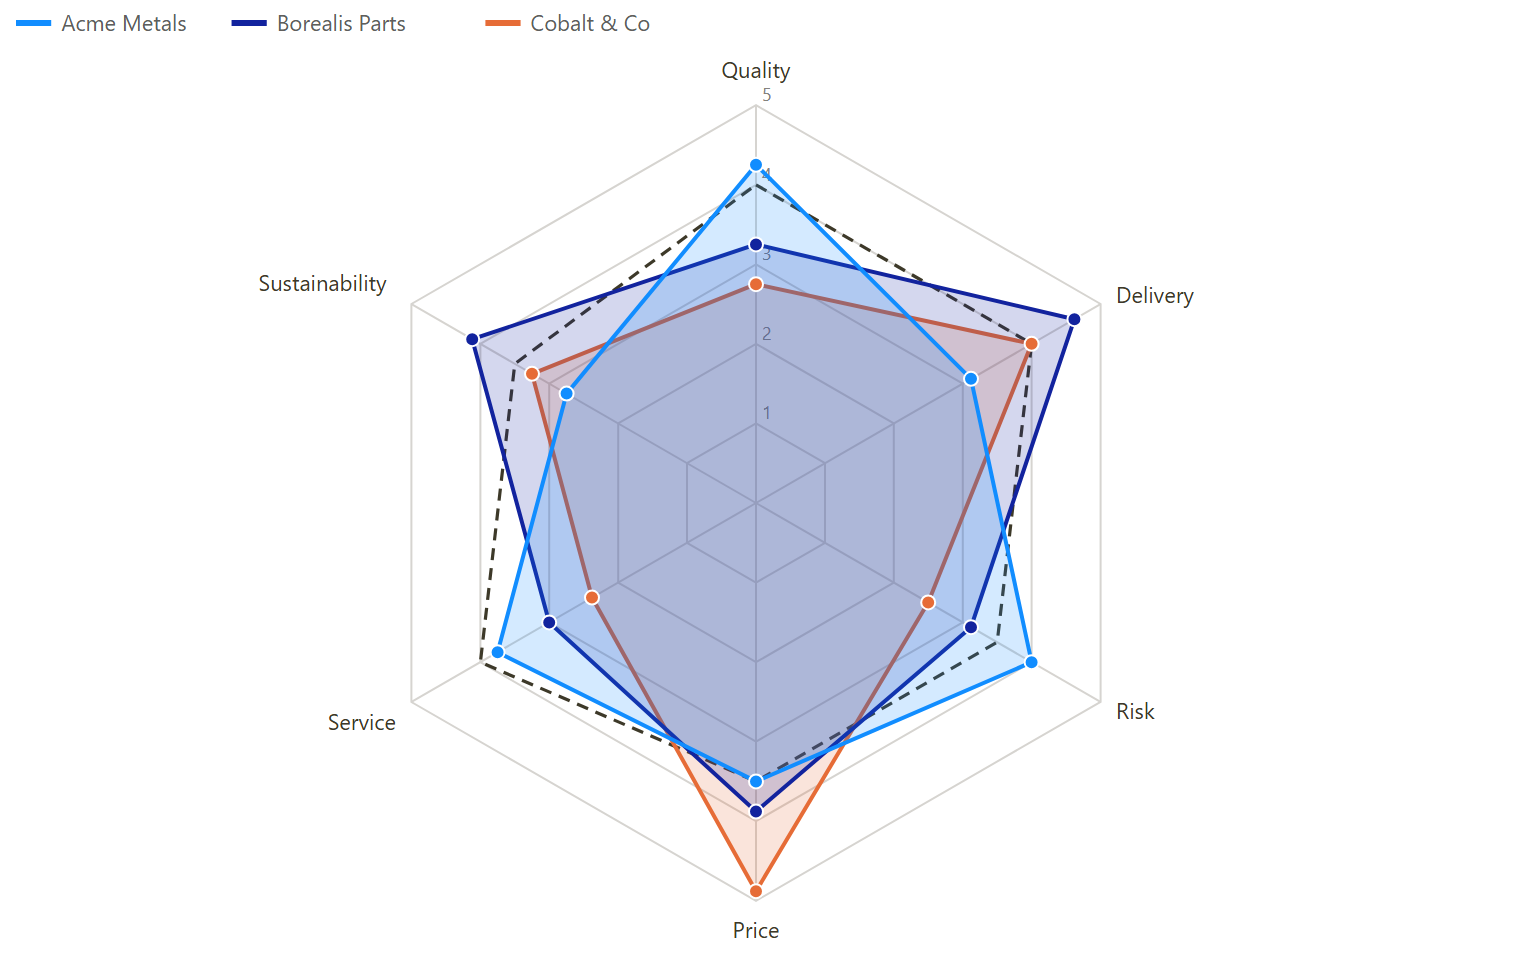 Acme Metals
Borealis Parts
Cobalt & Co
Quality
5
4
3
2
1
Sustainability
Delivery
Service
Risk
Price